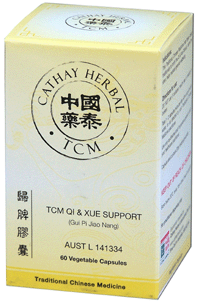 CATHAY HERBAL
中國
藥泰
• TCM •
歸脾膠囊
TCM QI & XUE SUPPORT
(Gui Pi Jiao Nang)
AUST L 141334
60 Vegetable Capsules
Traditional Chinese Medicine